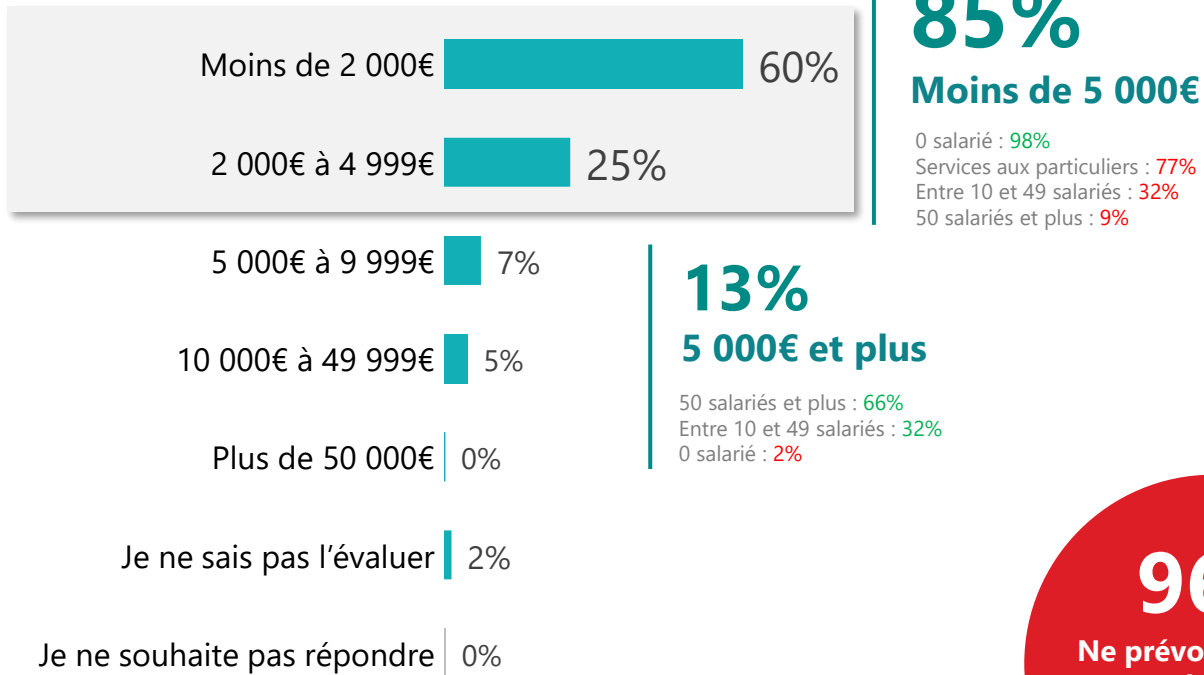 Moins de 2 000€ 60%
2 000€ à 4 999€ 25%
5 000€ à 9 999€ 7%
10 000€ à 49 999€ 5%
Plus de 50 000€ 0%
Je ne sais pas l’évaluer 2%
Je ne souhaite pas répondre 0%
85%
Moins de 5 000€
0 salarié : 98%
Services aux particuliers : 77%
Entre 10 et 49 salariés : 32%
50 salariés et plus : 9%
13%
5 000€ et plus
50 salariés et plus : 66%
Entre 10 et 49 salariés : 32%
0 salarié : 2%
Ne